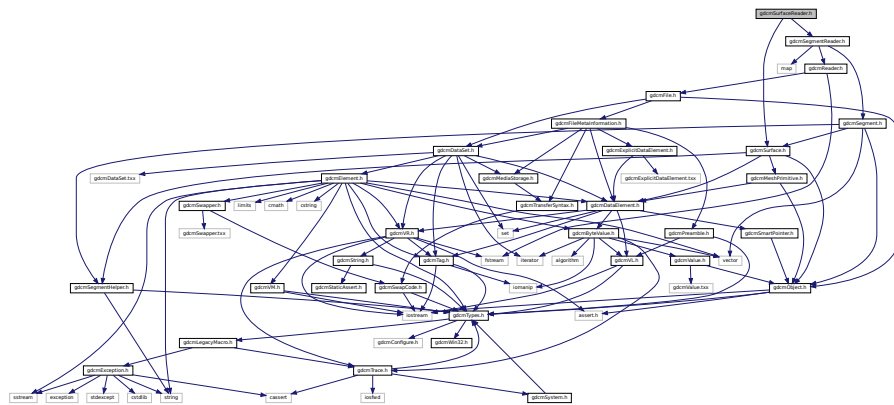 gdcmSurfaceReader.h
gdcmSegmentReader.h
map
gdcmReader.h
gdcmFile.h
gdcmFileMetaInformation.h
gdcmSegment.h
gdcmDataSet.h
gdcmExplicitDataElement.h
gdcmSurface.h
gdcmDataSet.txx
gdcmElement.h
gdcmMediaStorage.h
gdcmExplicitDataElement.txx
gdcmMeshPrimitive.h
gdcmSwapper.h
limits
cmath
cstring
gdcmTransferSyntax.h
gdcmDataElement.h
gdcmSwapper.txx
gdcmVR.h
set
gdcmByteValue.h
gdcmPreamble.h
gdcmSmartPointer.h
gdcmString.h
gdcmTag.h
fstream
iterator
algorithm
gdcmVL.h
gdcmValue.h
vector
gdcmSegmentHelper.h
gdcmVM.h
gdcmStaticAssert.h
gdcmSwapCode.h
iomanip
gdcmValue.txx
gdcmObject.h
iostream
gdcmTypes.h
assert.h
gdcmLegacyMacro.h
gdcmConfigure.h
gdcmWin32.h
gdcmException.h
gdcmTrace.h
sstream
exception
stdexcept
cstdlib
string
cassert
iosfwd
gdcmSystem.h